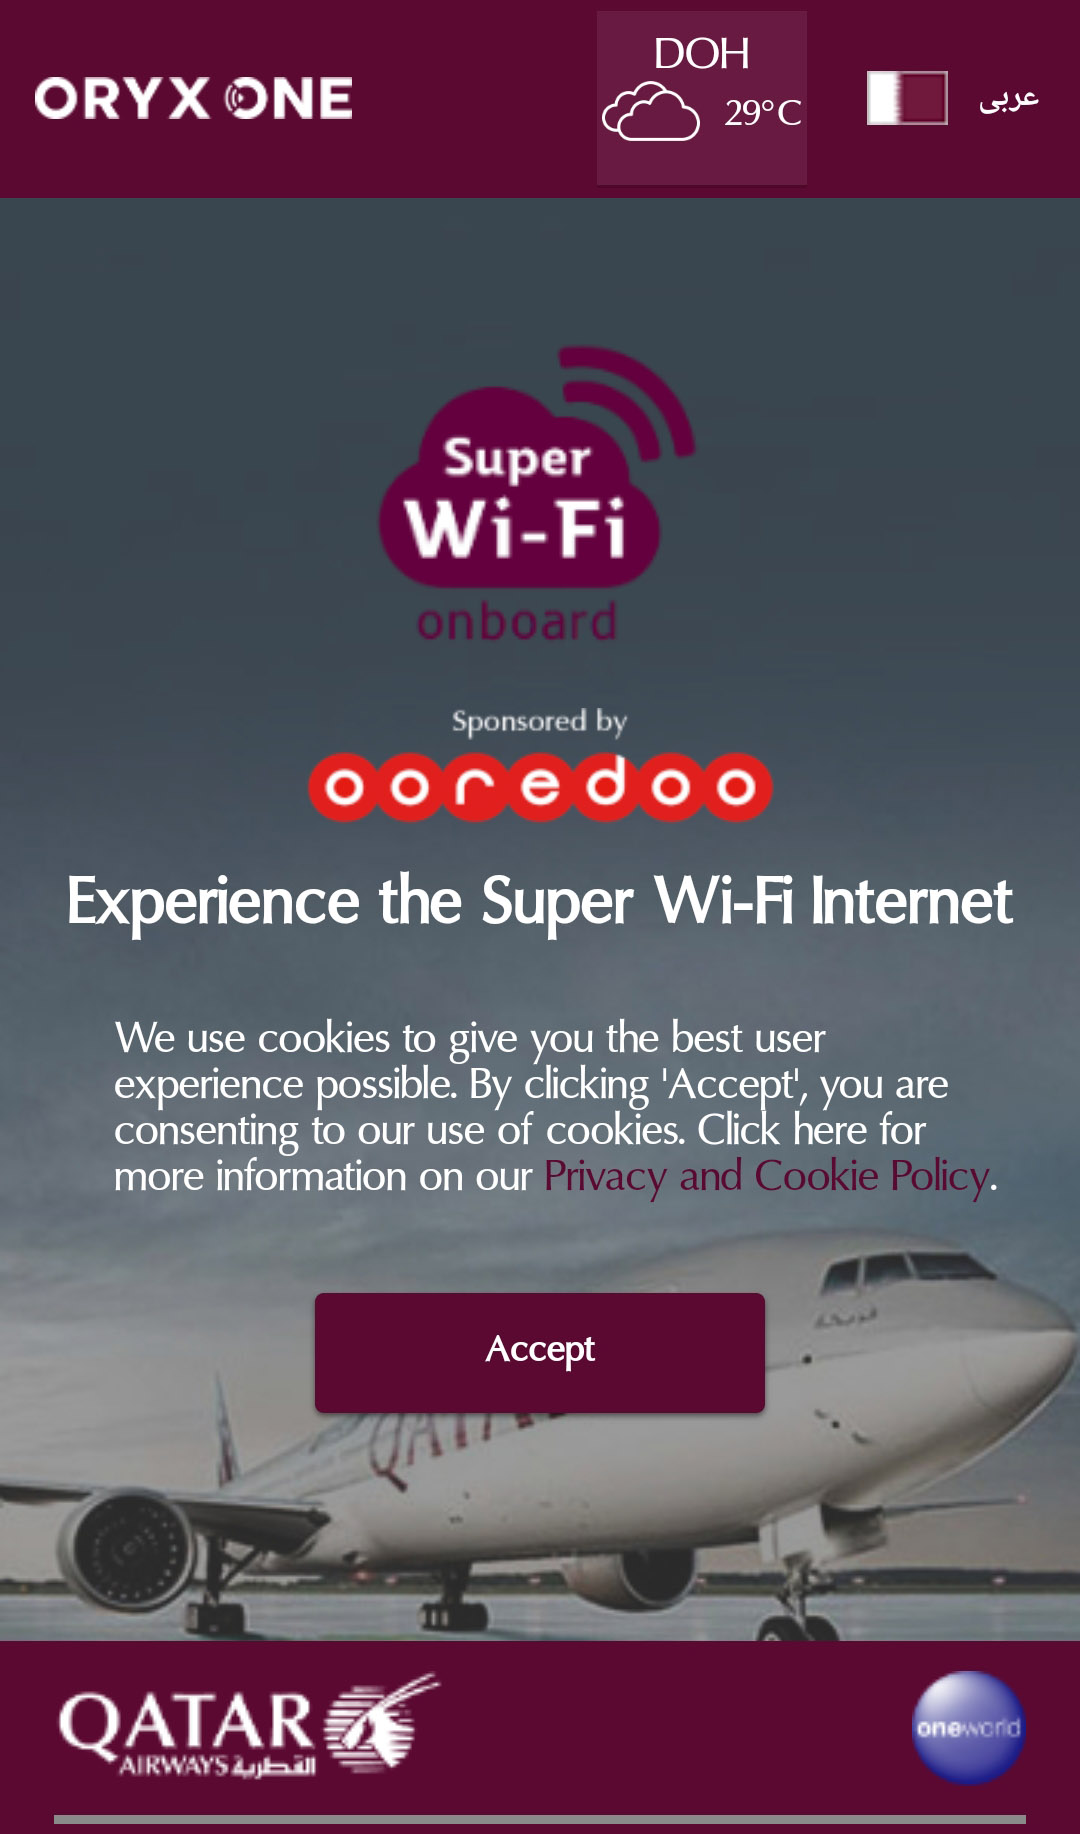 ORYX ONE
DOH
29°C
عربى
Super
Wi-Fi
onboard
Sponsored by
ooredoo
Experience the Super Wi-Fi Internet
We use cookies to give you the best user
experience possible. By clicking 'Accept', you are
consenting to our use of cookies. Click here for
more information on our Privacy and Cookie Policy.
Accept
QATAR
AIRWAYS القطرية
oneworld